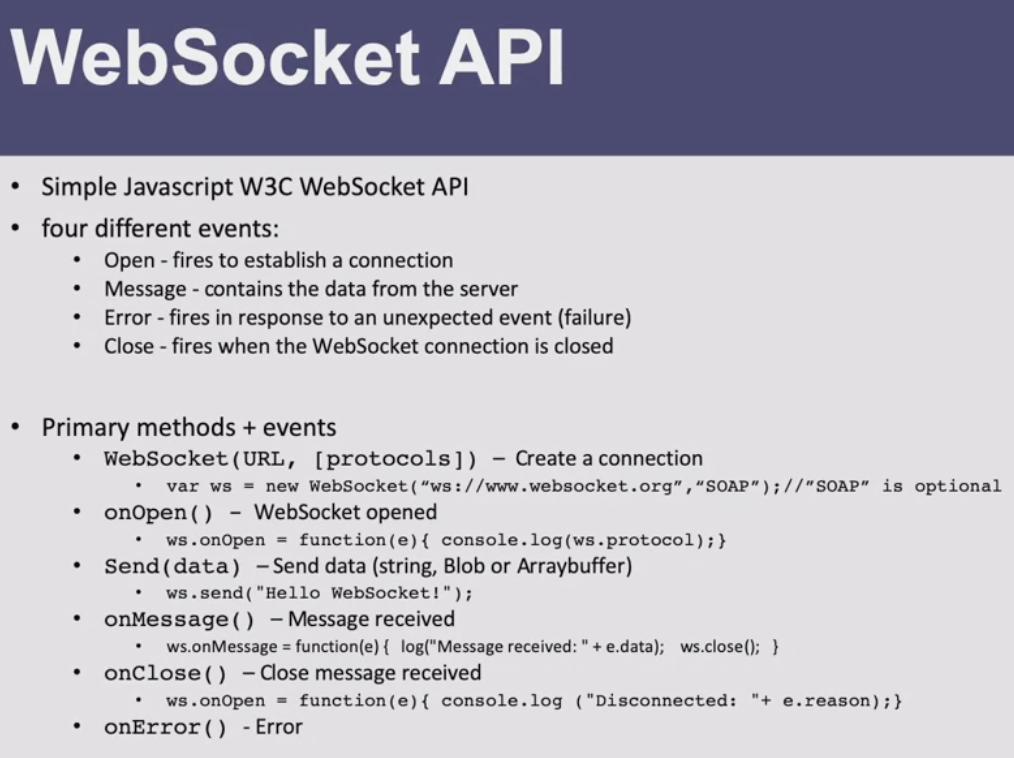 WebSocket API
• Simple Javascript W3C WebSocket API
• four different events:
• Open - fires to establish a connection
• Message - contains the data from the server
• Error - fires in response to an unexpected event (failure)
• Close - fires when the WebSocket connection is closed
• Primary methods + events
• WebSocket(URL, [protocols]) – Create a connection
• var ws = new WebSocket(“ws://www.websocket.org”,“SOAP”);//”SOAP” is optional
• onOpen() – WebSocket opened
• ws.onOpen = function(e){ console.log(ws.protocol);}
• Send(data) – Send data (string, Blob or Arraybuffer)
• ws.send("Hello WebSocket!");
• onMessage() – Message received
• ws.onMessage = function(e) { log("Message received: " + e.data); ws.close(); }
• onClose() – Close message received
• ws.onOpen = function(e){ console.log ("Disconnected: "+ e.reason);}
• onError() - Error